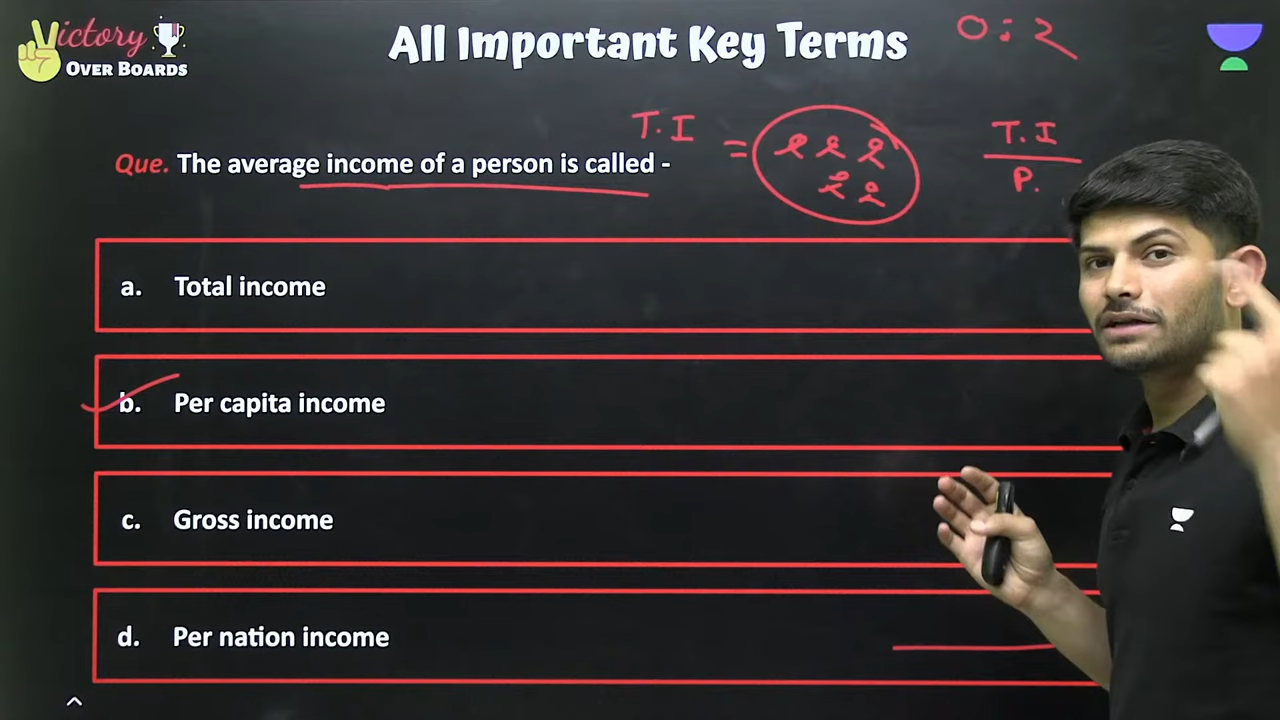 Victory
OVER BOARDS
All Important Key Terms
0:2
T.I
=
T.I
P.
Que. The average income of a person is called -
a. Total income
b. Per capita income
c. Gross income
d. Per nation income